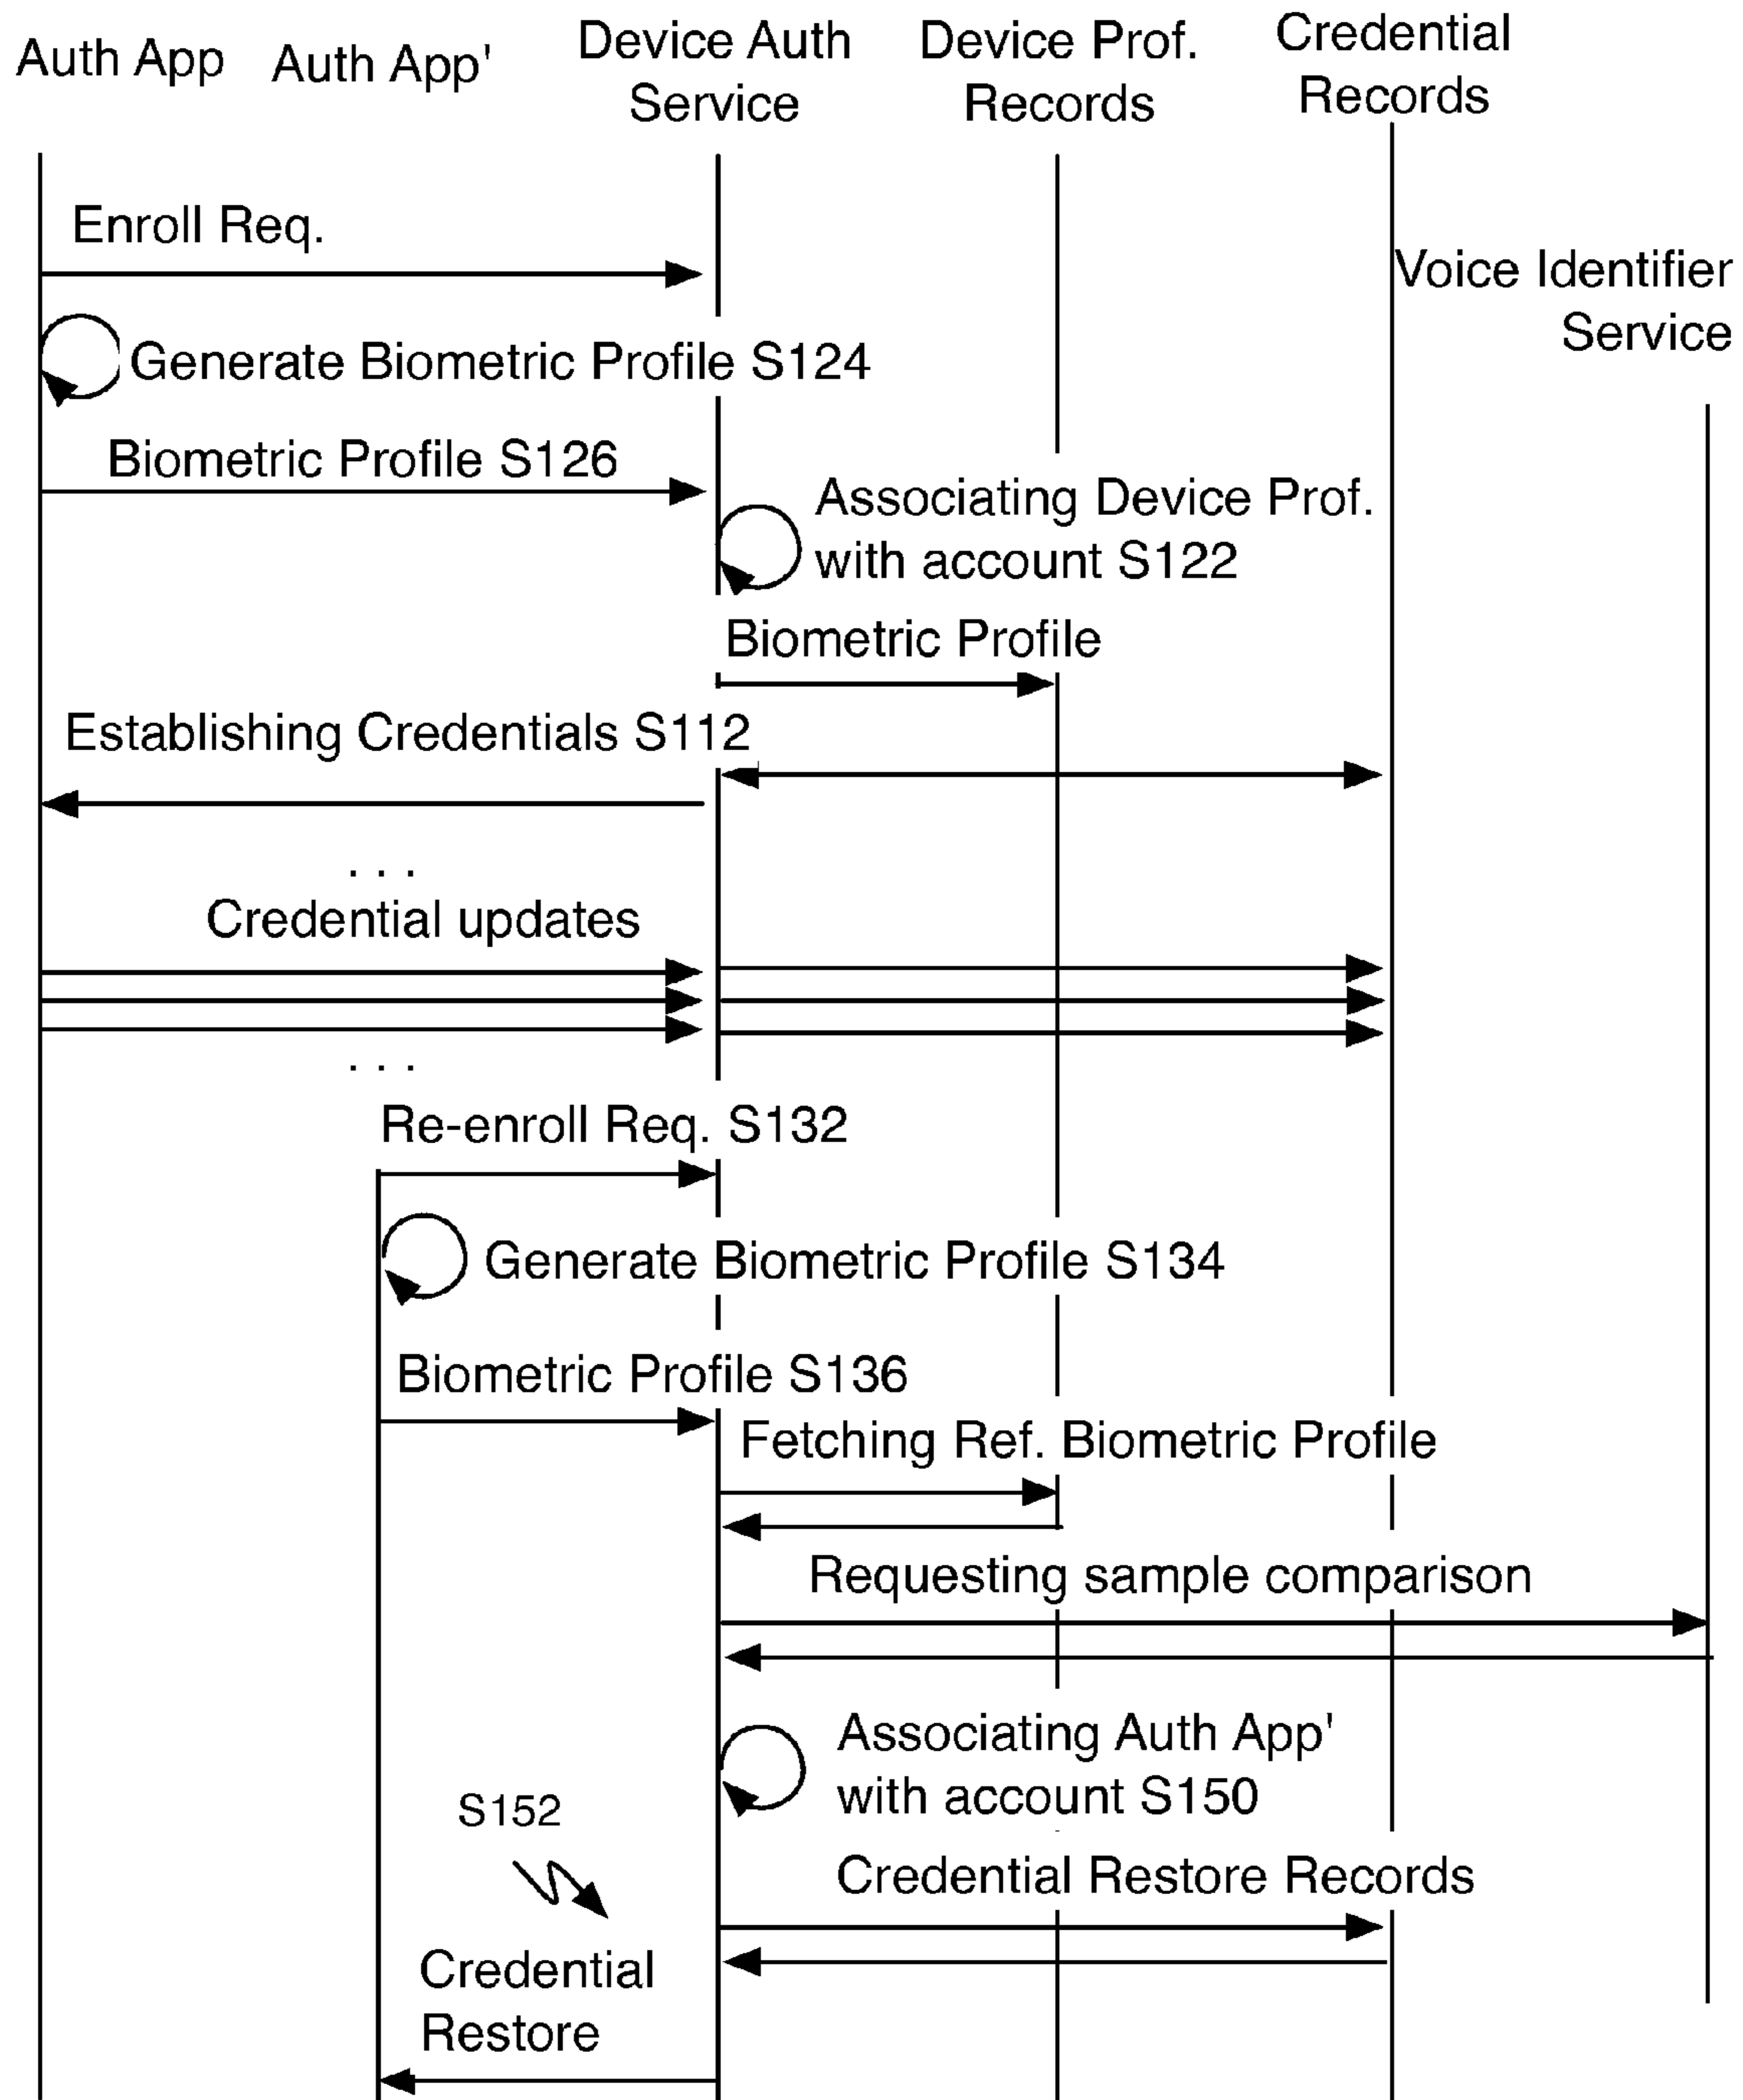 Auth App
Auth App'
Device Auth
Service
Device Prof.
Records
Credential
Records
Enroll Req.
Voice Identifier
Service
Generate Biometric Profile S124
Biometric Profile S126
Associating Device Prof.
with account S122
Biometric Profile
Establishing Credentials S112
. . .
Credential updates
. . .
Re-enroll Req. S132
Generate Biometric Profile S134
Biometric Profile S136
Fetching Ref. Biometric Profile
Requesting sample comparison
Associating Auth App'
with account S150
S152
Credential Restore Records
Credential
Restore